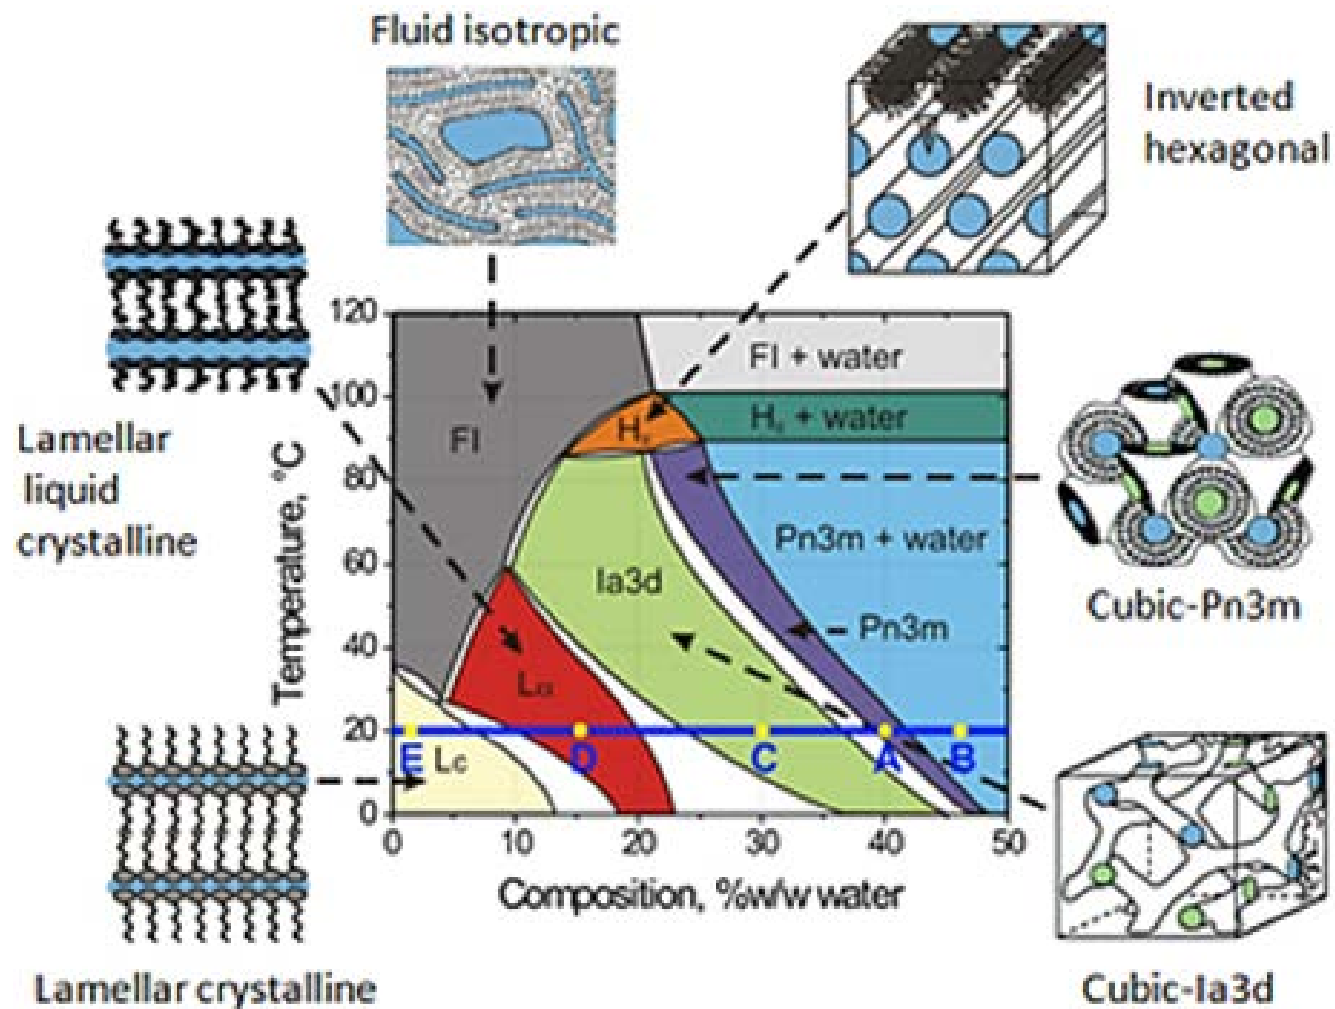 Fluid isotropic
Inverted
hexagonal
Lamellar
liquid
crystalline
Temperature, °C
120
100
80
60
40
20
0
FI
FI + water
Hᵥ
Hᵥ + water
Pn3m + water
Ia3d
Pn3m
Lα
Lc
E
D
C
A
B
0
10
20
30
40
50
Composition, %w/w water
Cubic-Pn3m
Lamellar crystalline
Cubic-Ia3d